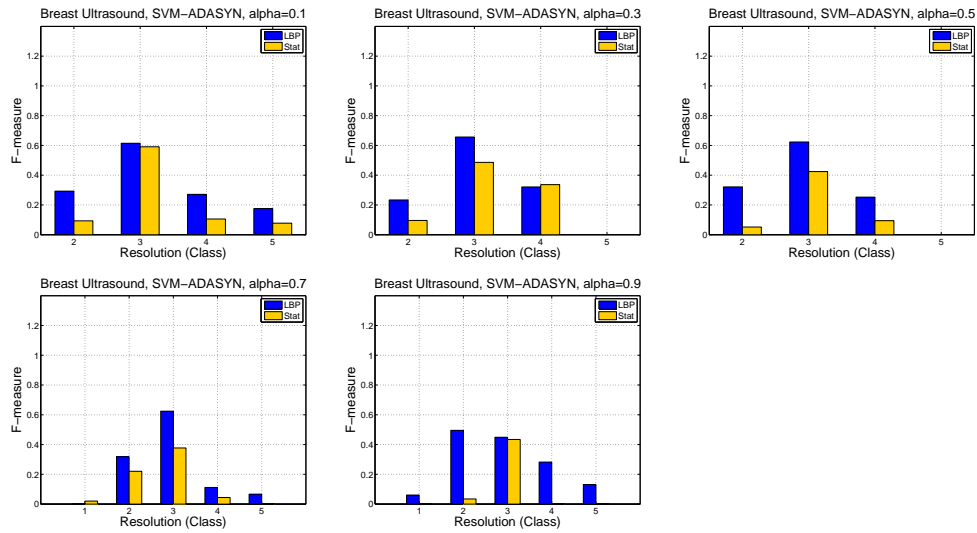 Breast Ultrasound, SVM−ADASYN, alpha=0.1
LBP
Stat
1.2
1
0.8
0.6
0.4
0.2
0
F−measure
2 3 4 5
Resolution (Class)
Breast Ultrasound, SVM−ADASYN, alpha=0.3
LBP
Stat
1.2
1
0.8
0.6
0.4
0.2
0
F−measure
2 3 4 5
Resolution (Class)
Breast Ultrasound, SVM−ADASYN, alpha=0.5
LBP
Stat
1.2
1
0.8
0.6
0.4
0.2
0
F−measure
2 3 4 5
Resolution (Class)
Breast Ultrasound, SVM−ADASYN, alpha=0.7
LBP
Stat
1.2
1
0.8
0.6
0.4
0.2
0
F−measure
1 2 3 4 5
Resolution (Class)
Breast Ultrasound, SVM−ADASYN, alpha=0.9
LBP
Stat
1.2
1
0.8
0.6
0.4
0.2
0
F−measure
1 2 3 4 5
Resolution (Class)